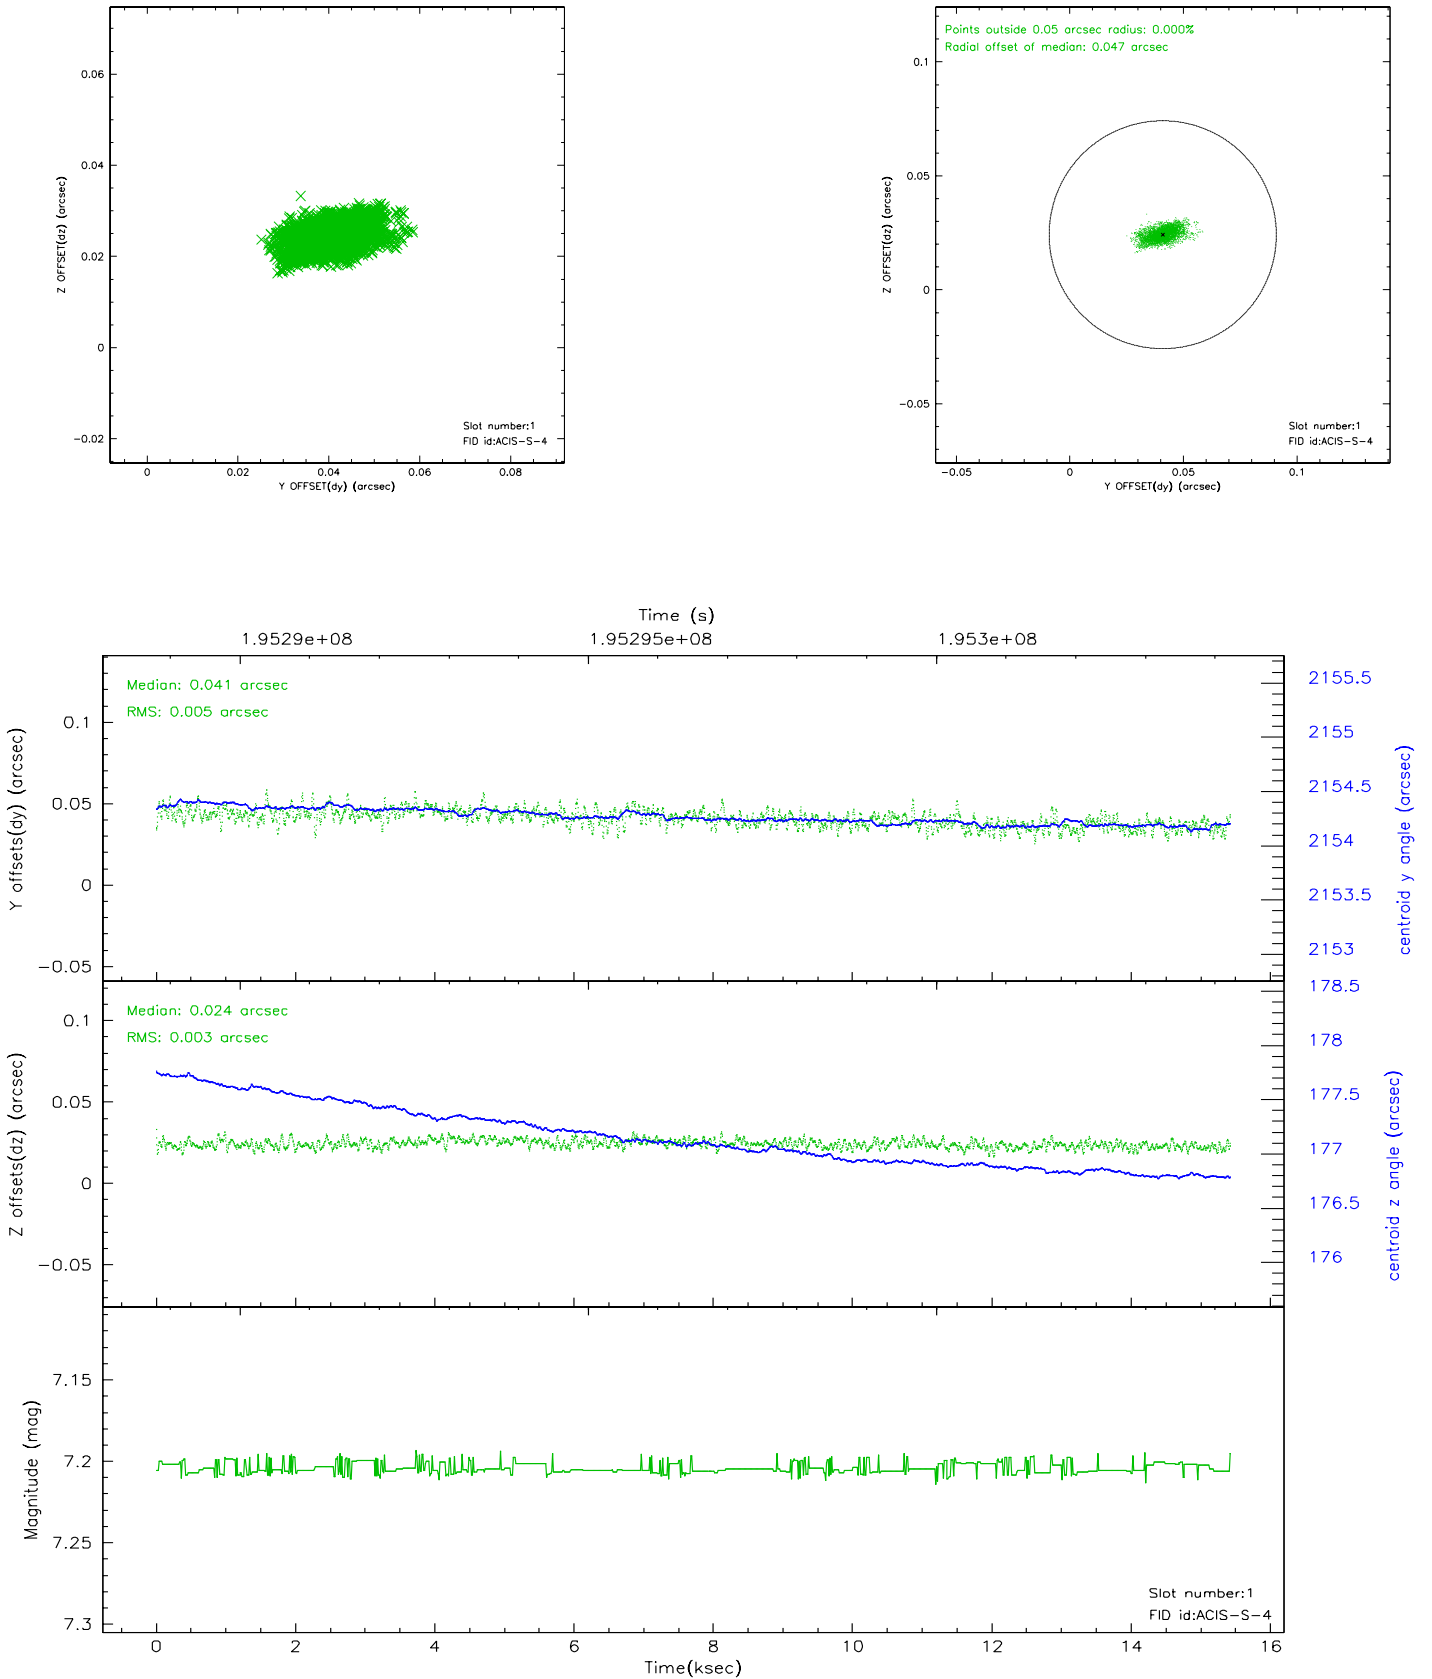 0.06
0.04
0.02
0
−0.02
Z OFFSET(dz) (arcsec)
Slot number:1
FID id:ACIS−S−4
0
0.02
0.04
0.06
0.08
Y OFFSET(dy) (arcsec)
Points outside 0.05 arcsec radius: 0.000%
Radial offset of median: 0.047 arcsec
0.1
0.05
0
−0.05
Z OFFSET(dz) (arcsec)
Slot number:1
FID id:ACIS−S−4
−0.05
0
0.05
0.1
Y OFFSET(dy) (arcsec)
Time (s)
1.9529e+08
1.95295e+08
1.953e+08
Median: 0.041 arcsec
RMS: 0.005 arcsec
0.1
0.05
0
−0.05
Y offsets(dy) (arcsec)
2155.5
2155
2154.5
2154
2153.5
2153
centroid y angle (arcsec)
Median: 0.024 arcsec
RMS: 0.003 arcsec
0.1
0.05
0
−0.05
Z offsets(dz) (arcsec)
178.5
178
177.5
177
176.5
176
centroid z angle (arcsec)
7.15
7.2
7.25
7.3
Magnitude (mag)
Slot number:1
FID id:ACIS−S−4
0
2
4
6
8
10
12
14
16
Time(ksec)